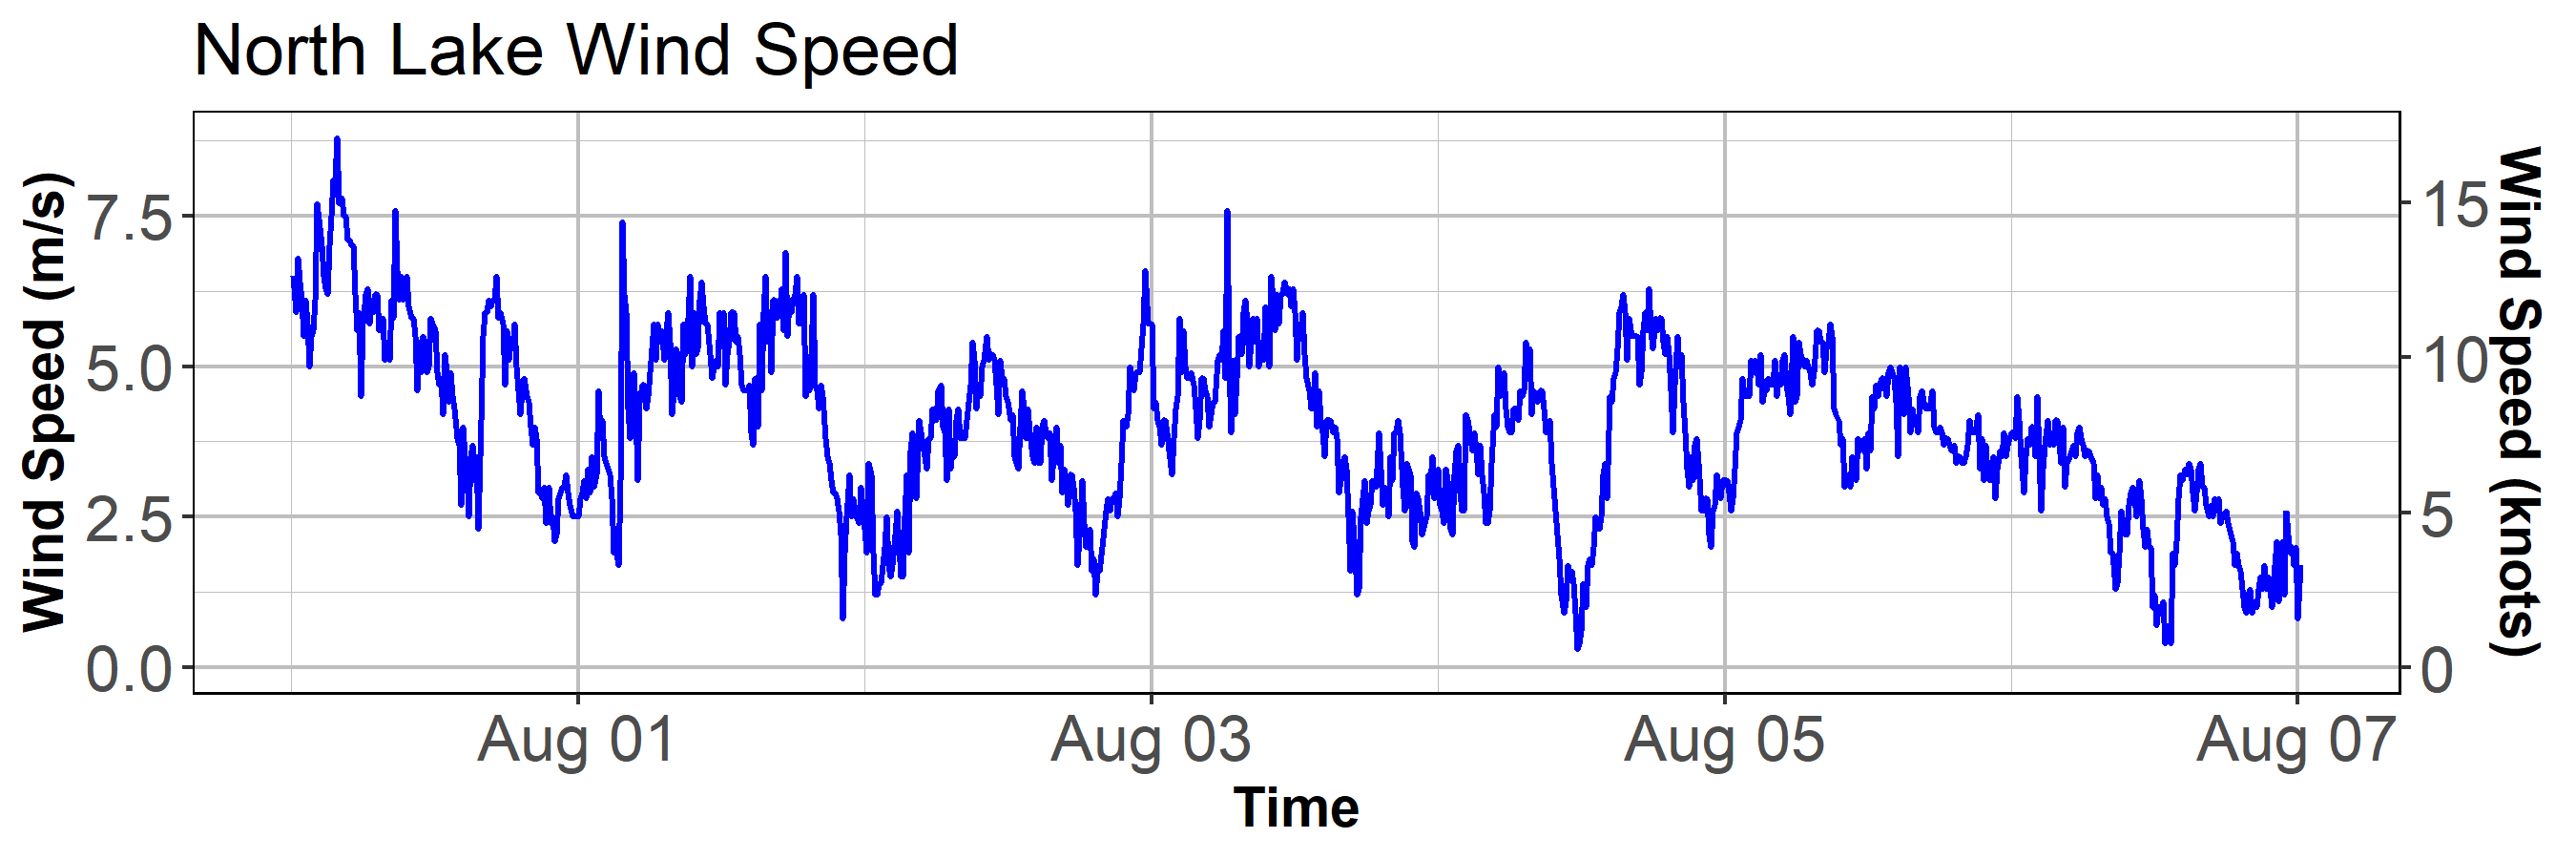 North Lake Wind Speed
Wind Speed (m/s)
7.5
5.0
2.5
0.0
15
10
5
0
Wind Speed (knots)
Aug 01
Aug 03
Aug 05
Aug 07
Time